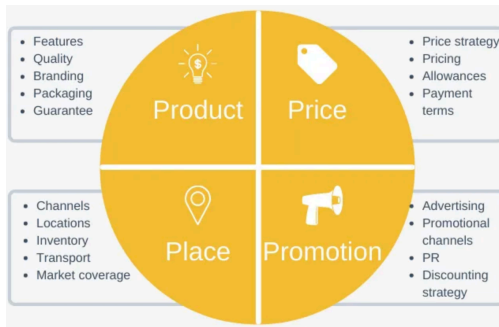 Features
Quality
Branding
Packaging
Guarantee
$
Product
Price
Price strategy
Pricing
Allowances
Payment
terms
Channels
Locations
Inventory
Transport
Market coverage
Place
Promotion
Advertising
Promotional
channels
PR
Discounting
strategy